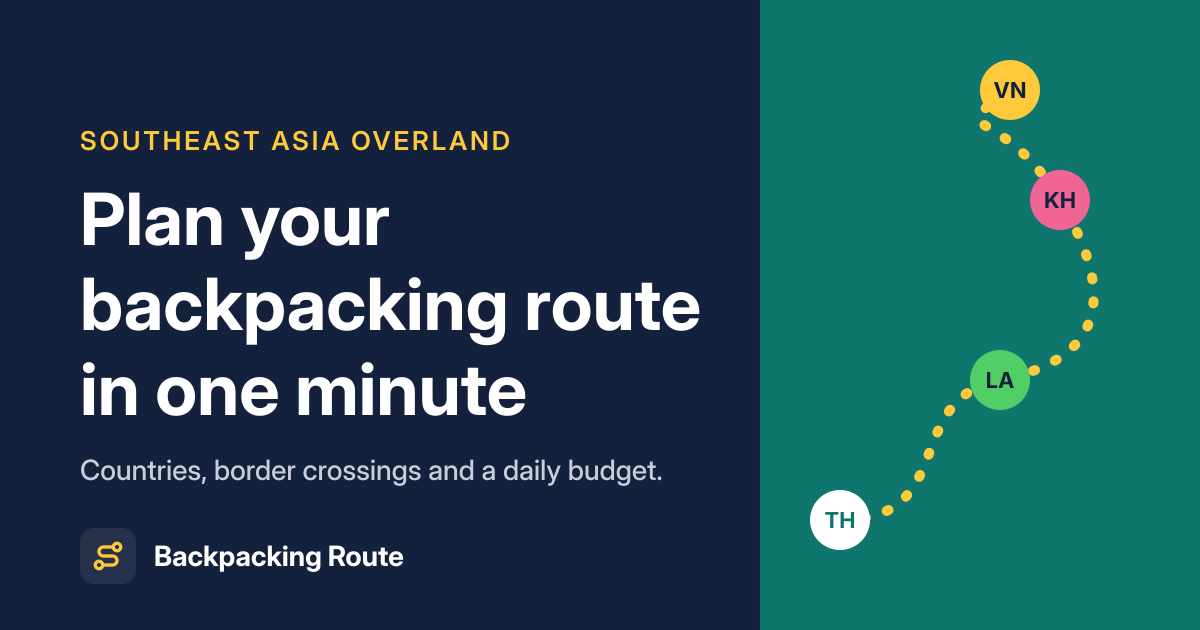 SOUTHEAST ASIA OVERLAND
Plan your
backpacking route
in one minute
Countries, border crossings and a daily budget.
Backpacking Route
VN
KH
LA
TH